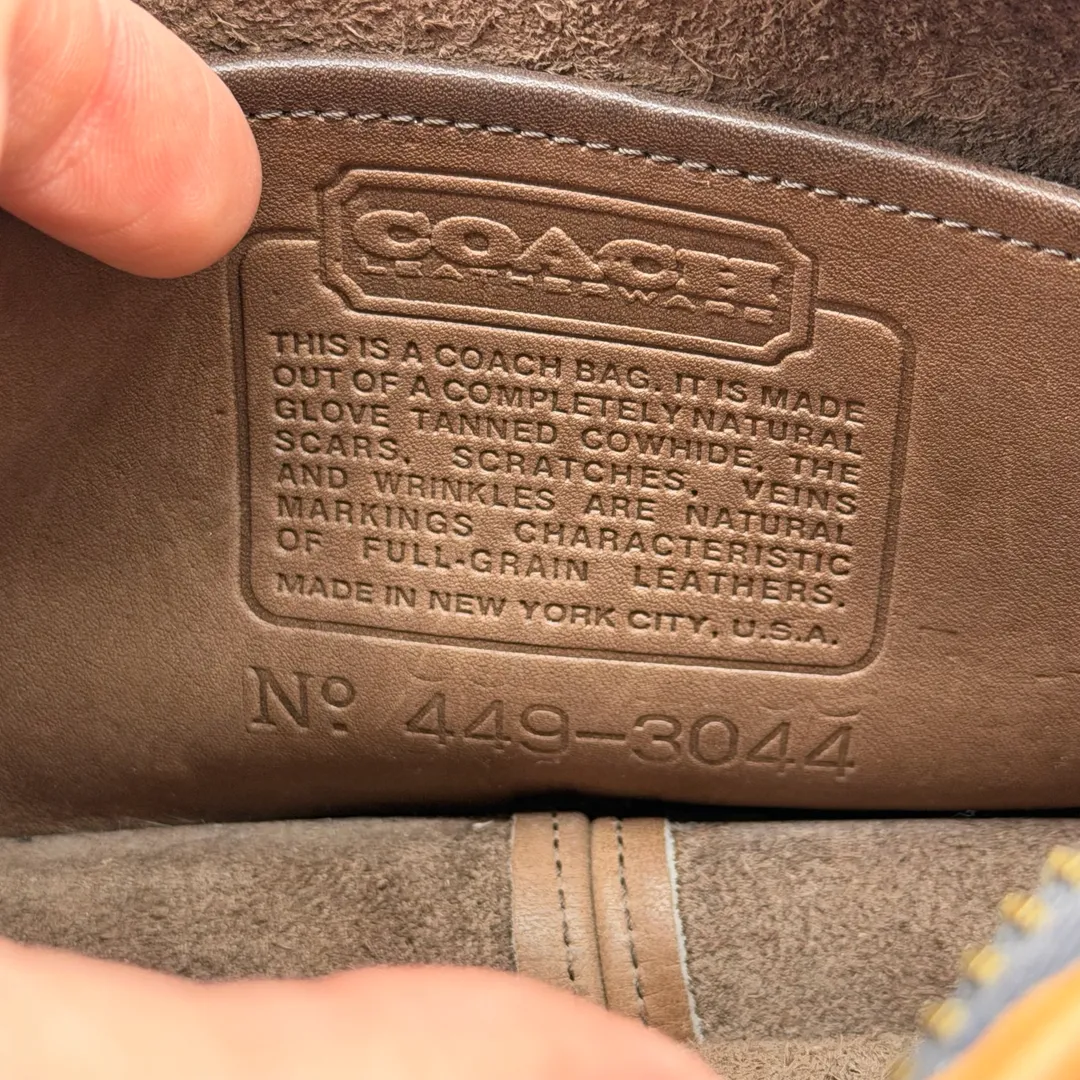 COACH
LEATHERWARE
THIS IS A COACH BAG. IT IS MADE
OUT OF A COMPLETELY NATURAL
GLOVE TANNED COWHIDE. THE
SCARS, SCRATCHES, VEINS
AND WRINKLES ARE NATURAL
MARKINGS CHARACTERISTIC
OF FULL-GRAIN LEATHERS.
MADE IN NEW YORK CITY, U.S.A.
Nº 449-3044